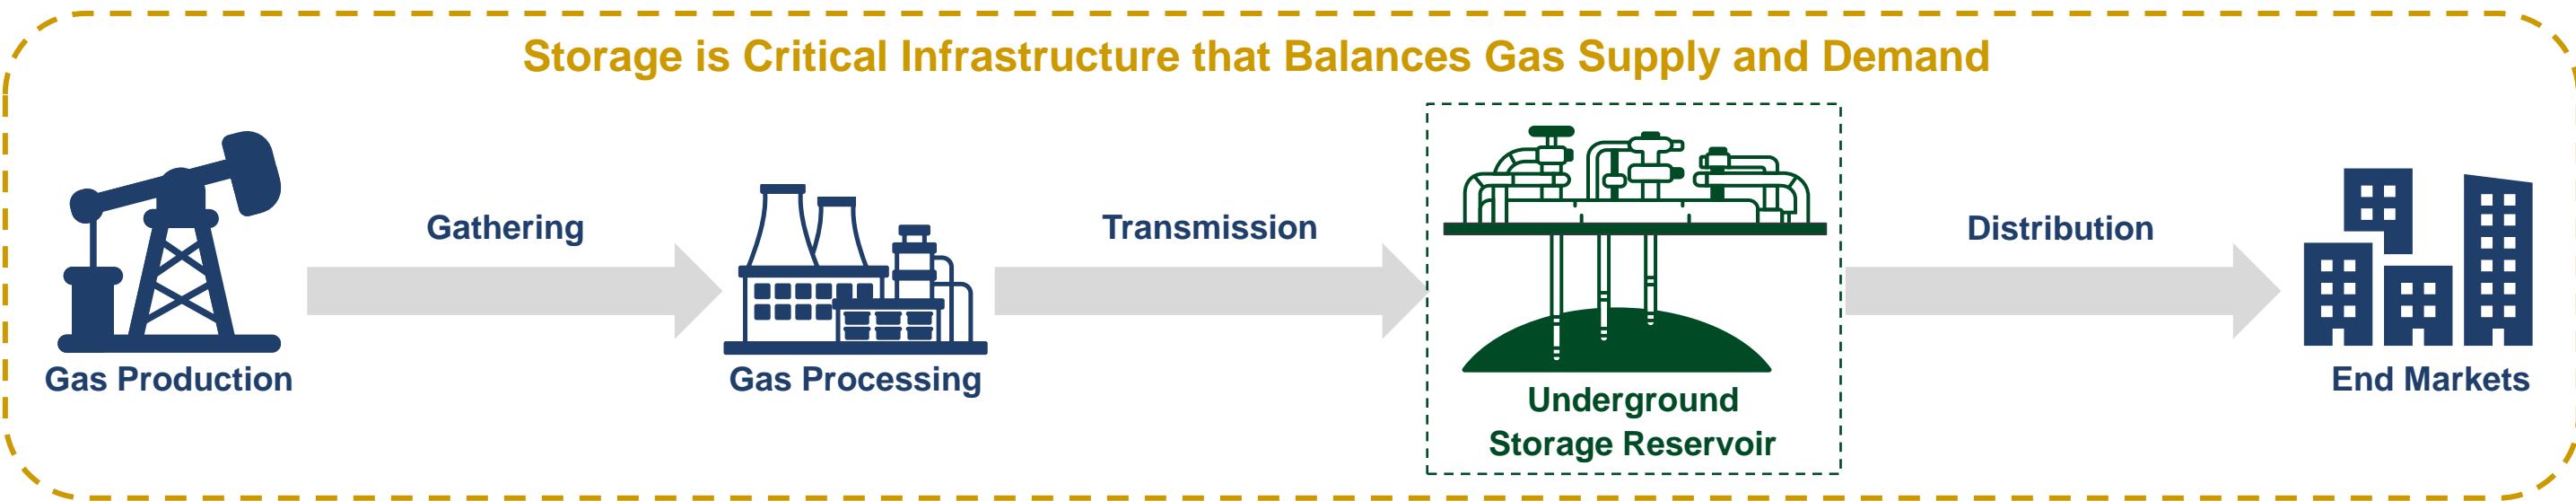 Storage is Critical Infrastructure that Balances Gas Supply and Demand
Gathering
Transmission
Distribution
Gas Production
Gas Processing
Underground
Storage Reservoir
End Markets